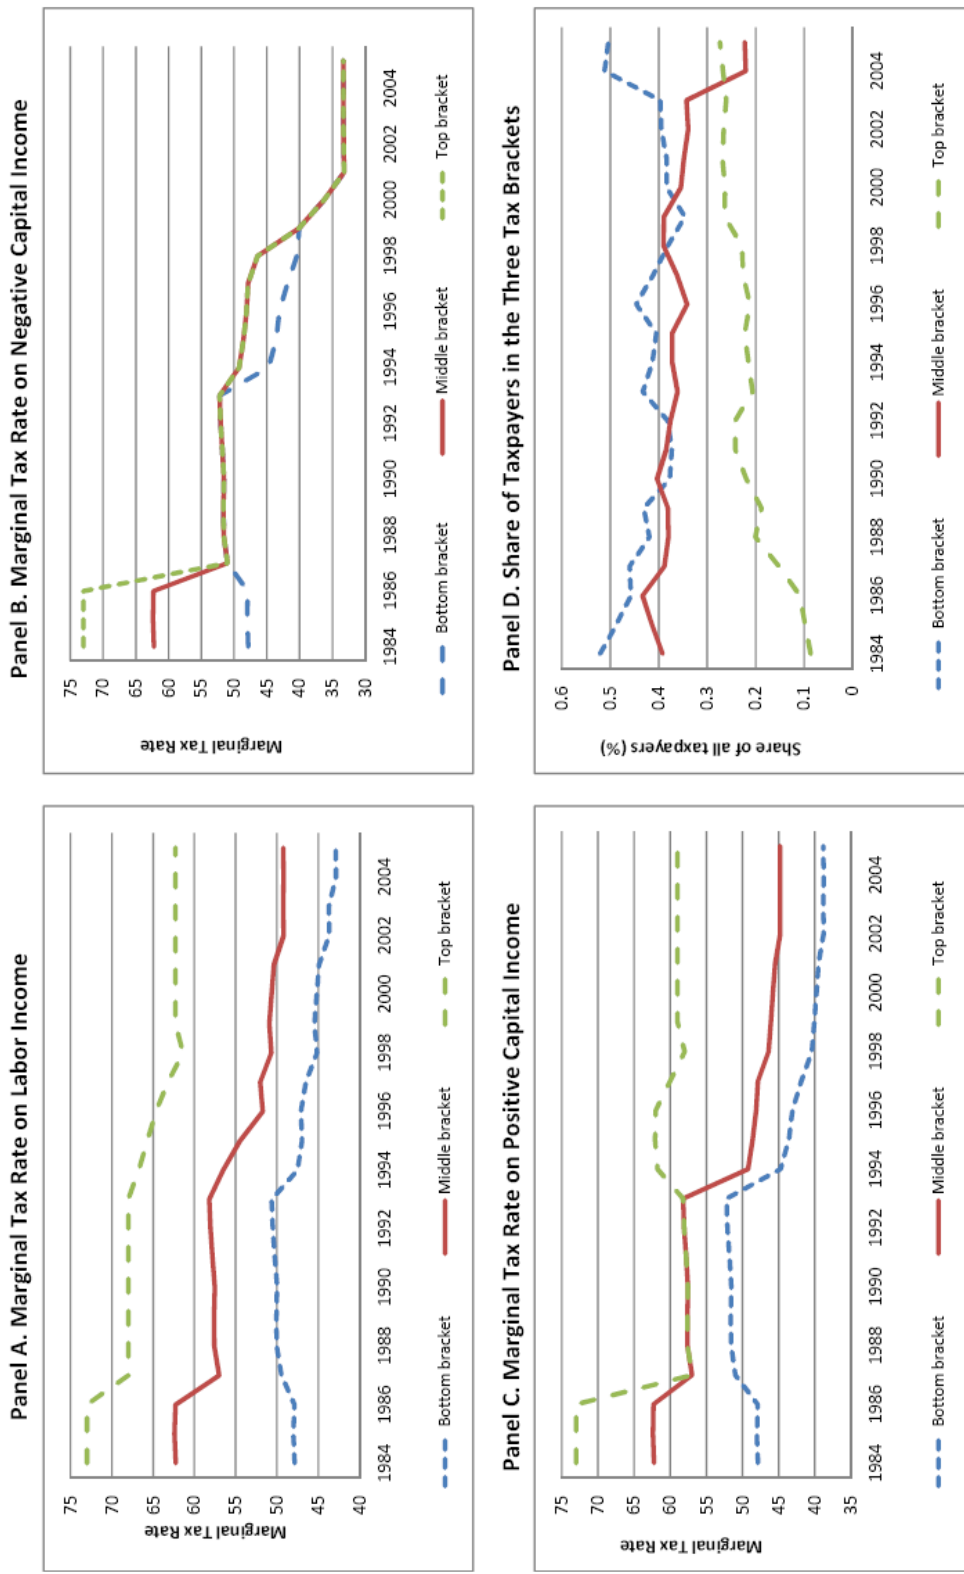 Panel A. Marginal Tax Rate on Labor Income
Marginal Tax Rate
75
70
65
60
55
50
45
40
1984 1986 1988 1990 1992 1994 1996 1998 2000 2002 2004
Bottom bracket Middle bracket Top bracket
Panel B. Marginal Tax Rate on Negative Capital Income
Marginal Tax Rate
75
70
65
60
55
50
45
40
35
30
1984 1986 1988 1990 1992 1994 1996 1998 2000 2002 2004
Bottom bracket Middle bracket Top bracket
Panel C. Marginal Tax Rate on Positive Capital Income
Marginal Tax Rate
75
70
65
60
55
50
45
40
35
1984 1986 1988 1990 1992 1994 1996 1998 2000 2002 2004
Bottom bracket Middle bracket Top bracket
Panel D. Share of Taxpayers in the Three Tax Brackets
Share of all taxpayers (%)
0.6
0.5
0.4
0.3
0.2
0.1
0
1984 1986 1988 1990 1992 1994 1996 1998 2000 2002 2004
Bottom bracket Middle bracket Top bracket